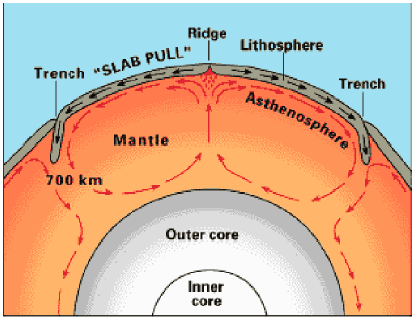 Ridge
Lithosphere
"SLAB PULL"
Trench
Trench
Asthenosphere
Mantle
700 km
Outer core
Inner
core